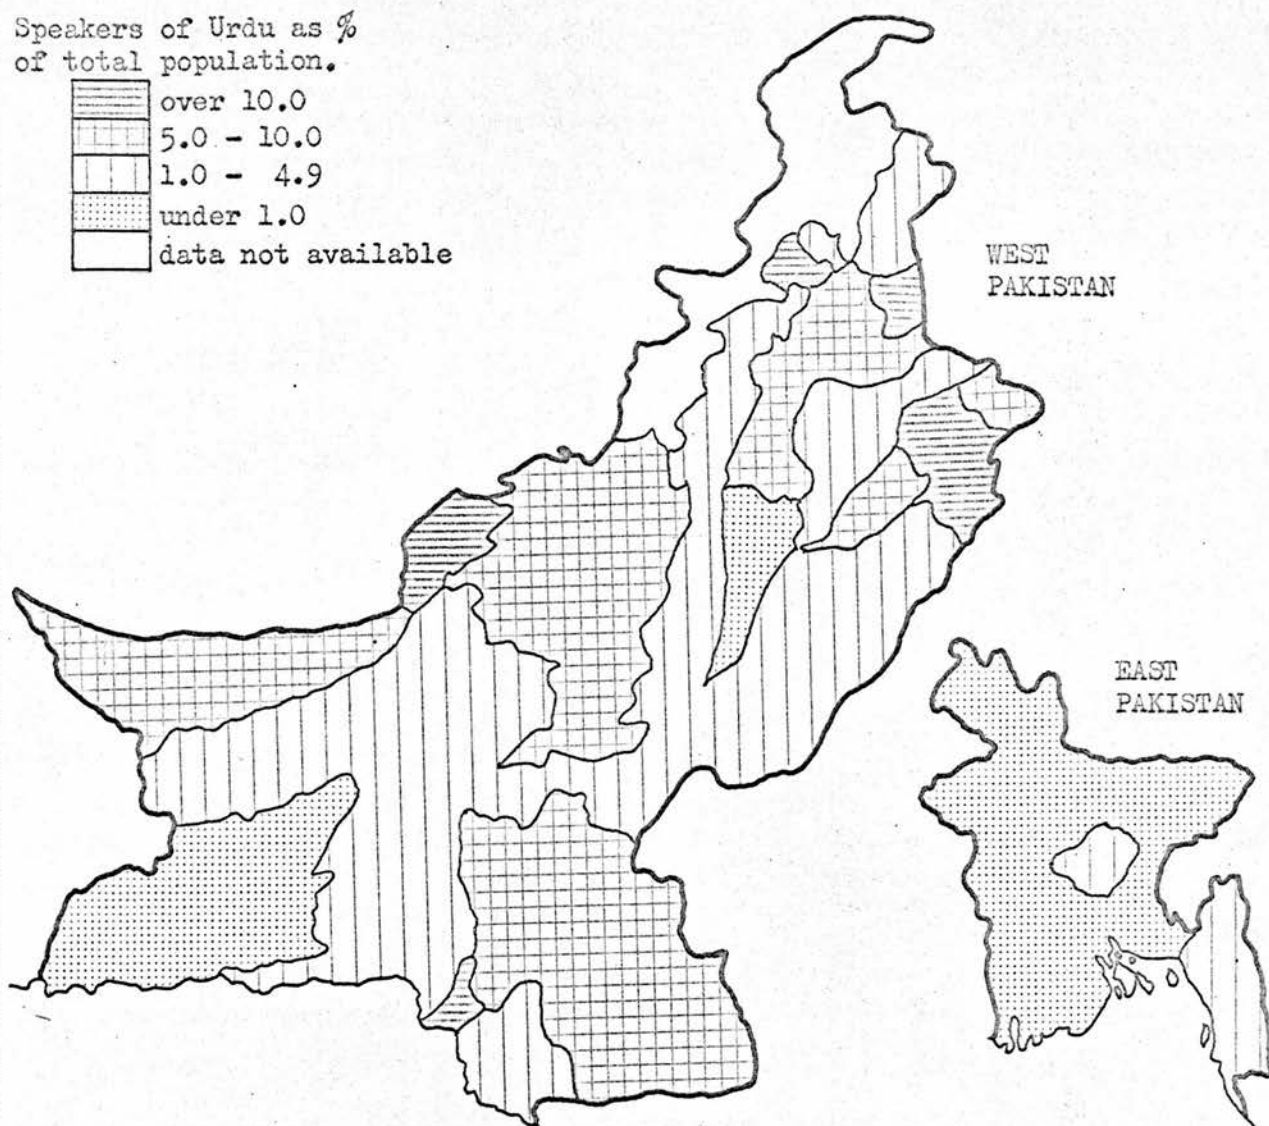 Speakers of Urdu as %
of total population.
over 10.0
5.0 - 10.0
1.0 - 4.9
under 1.0
data not available
WEST
PAKISTAN
EAST
PAKISTAN